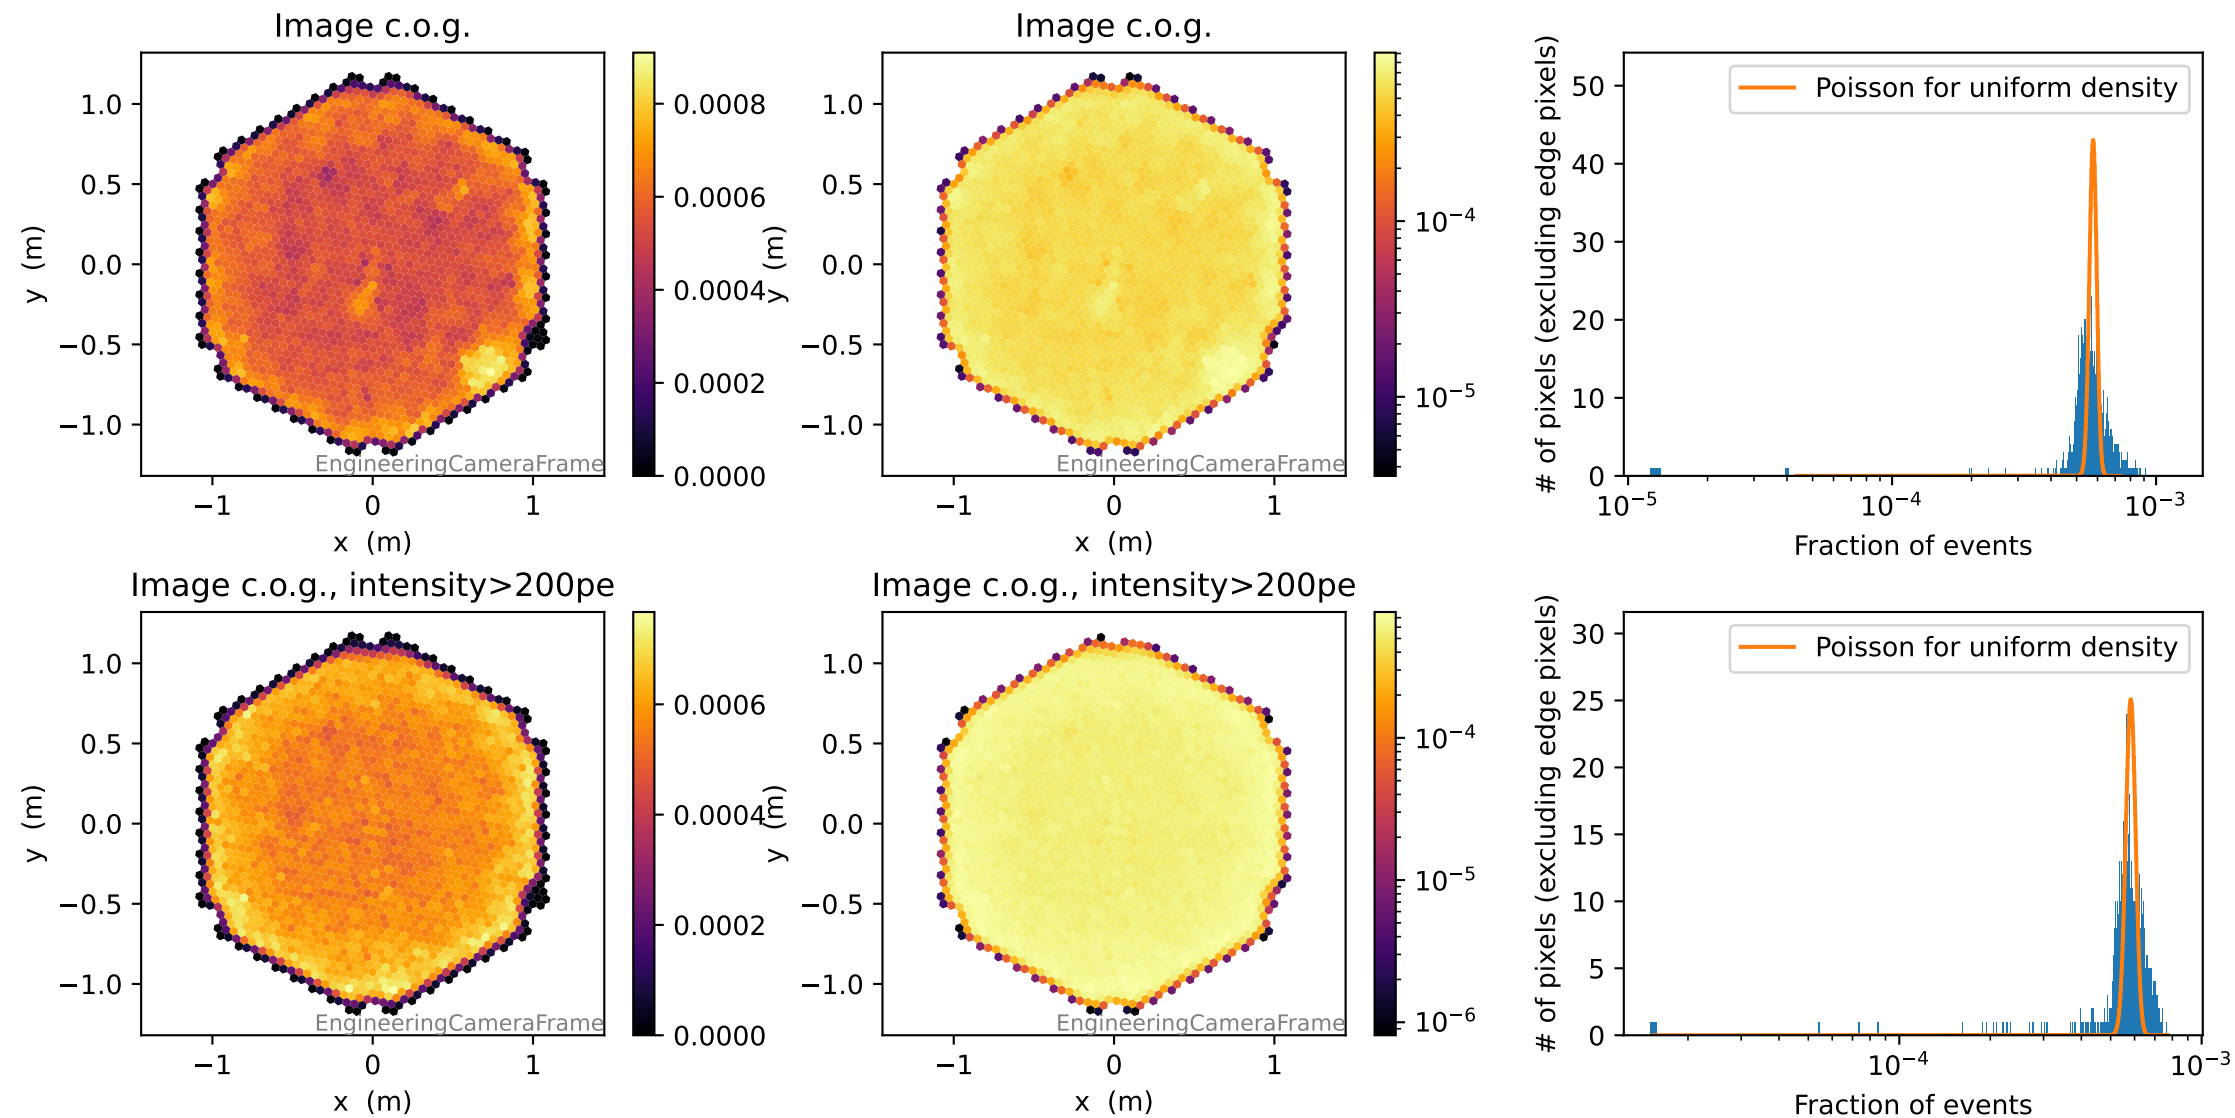 Image c.o.g.
y (m)
1.0
0.5
0.0
−0.5
−1.0
−1
0
1
x (m)
EngineeringCameraFrame
0.0008
0.0006
0.0004
0.0002
0.0000
Image c.o.g.
y (m)
1.0
0.5
0.0
−0.5
−1.0
−1
0
1
x (m)
EngineeringCameraFrame
10⁻⁴
10⁻⁵
# of pixels (excluding edge pixels)
50
40
30
20
10
0
Poisson for uniform density
10⁻⁵
10⁻⁴
10⁻³
Fraction of events
Image c.o.g., intensity>200pe
y (m)
1.0
0.5
0.0
−0.5
−1.0
−1
0
1
x (m)
EngineeringCameraFrame
0.0006
0.0004
0.0002
0.0000
Image c.o.g., intensity>200pe
y (m)
1.0
0.5
0.0
−0.5
−1.0
−1
0
1
x (m)
EngineeringCameraFrame
10⁻⁴
10⁻⁵
10⁻⁶
# of pixels (excluding edge pixels)
30
25
20
15
10
5
0
Poisson for uniform density
10⁻⁴
10⁻³
Fraction of events